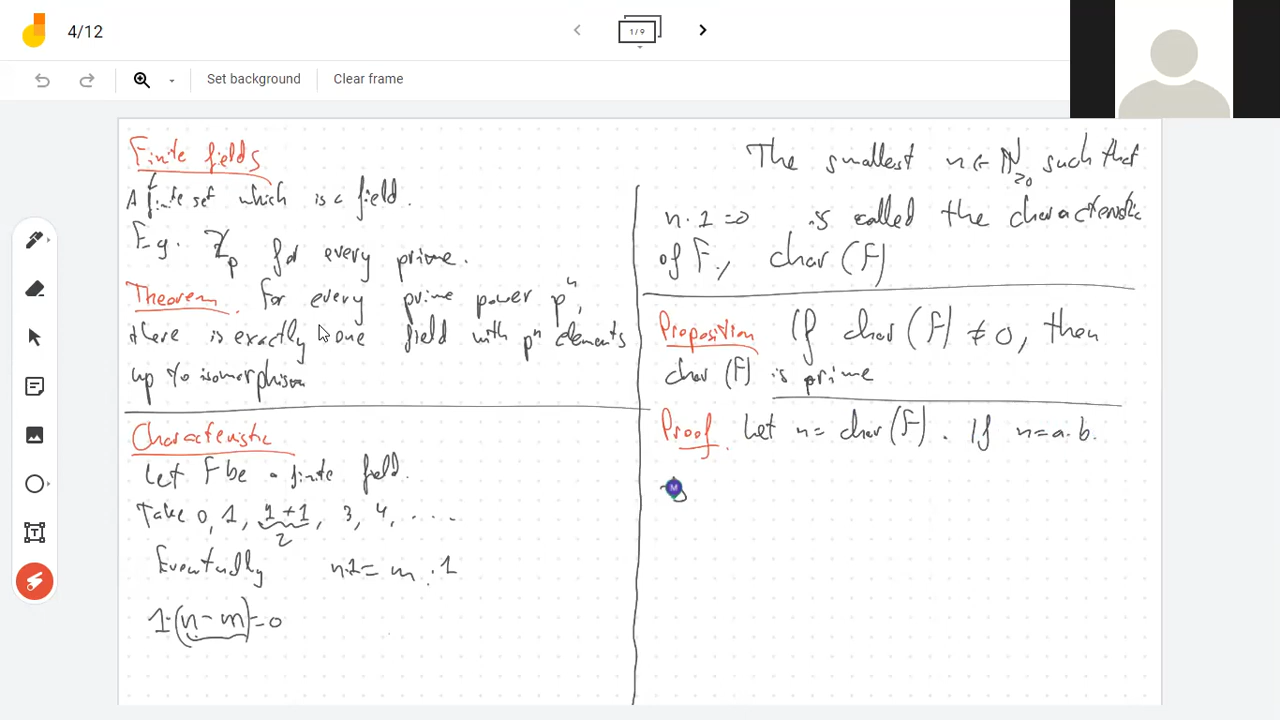 4/12
1/9
Set background
Clear frame
Finite fields
A finite set which is a field.
E.g. ℤ_p for every prime.
Theorem. For every prime power pⁿ,
there is exactly one field with pⁿ elements
up to isomorphism
Characteristic
Let F be a finite field.
Take 0, 1, 1+1, 3, 4, ....
2
Eventually n·1 = m·1
1·(n-m)=0
The smallest n ∈ ℕ_{>0} such that
n·1=0 is called the characteristic
of F, char (F)
Proposition If char (F) ≠ 0, then
char (F) is prime
Proof. Let n = char (F). If n=a·b.
M